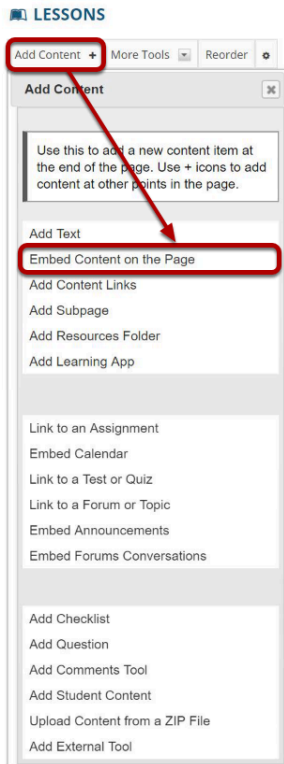 LESSONS
Add Content + More Tools Reorder
Add Content
Use this to add a new content item at
the end of the page. Use + icons to add
content at other points in the page.
Add Text
Embed Content on the Page
Add Content Links
Add Subpage
Add Resources Folder
Add Learning App
Link to an Assignment
Embed Calendar
Link to a Test or Quiz
Link to a Forum or Topic
Embed Announcements
Embed Forums Conversations
Add Checklist
Add Question
Add Comments Tool
Add Student Content
Upload Content from a ZIP File
Add External Tool